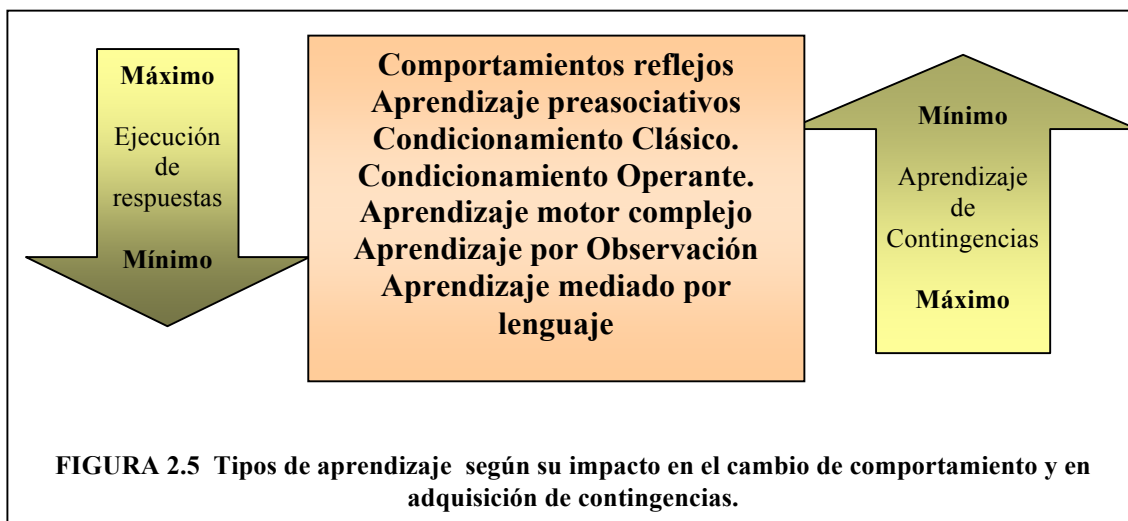 Máximo
Ejecución
de
respuestas
Mínimo
Comportamientos reflejos
Aprendizaje preasociativos
Condicionamiento Clásico.
Condicionamiento Operante.
Aprendizaje motor complejo
Aprendizaje por Observación
Aprendizaje mediado por
lenguaje
Mínimo
Aprendizaje
de
Contingencias
Máximo
FIGURA 2.5 Tipos de aprendizaje según su impacto en el cambio de comportamiento y en
adquisición de contingencias.